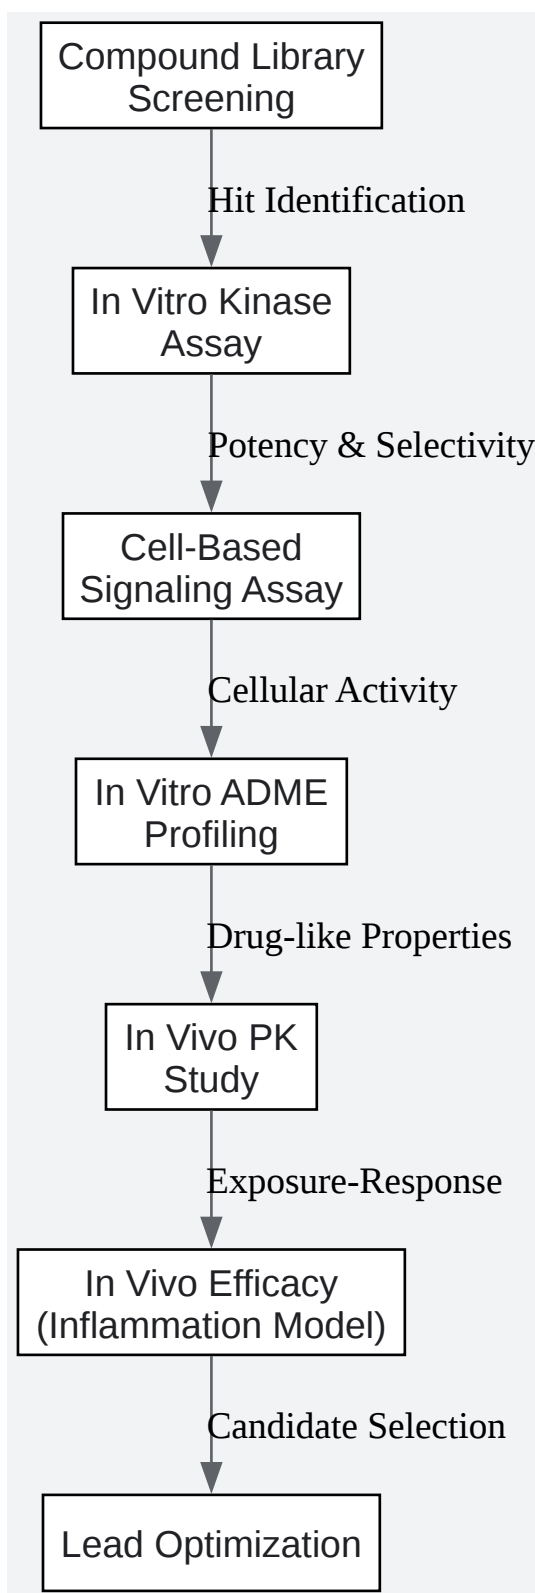 Compound Library
Screening
Hit Identification
In Vitro Kinase
Assay
Potency & Selectivity
Cell-Based
Signaling Assay
Cellular Activity
In Vitro ADME
Profiling
Drug-like Properties
In Vivo PK
Study
Exposure-Response
In Vivo Efficacy
(Inflammation Model)
Candidate Selection
Lead Optimization